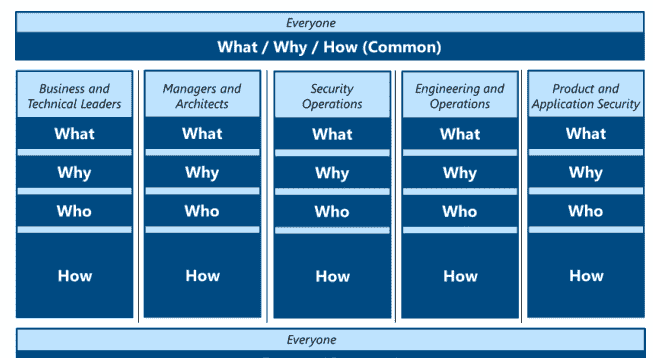 Everyone
What / Why / How (Common)
Business and
Technical Leaders
What
Why
Who
How
Managers and
Architects
What
Why
Who
How
Security
Operations
What
Why
Who
How
Engineering and
Operations
What
Why
Who
How
Product and
Application Security
What
Why
Who
How
Everyone